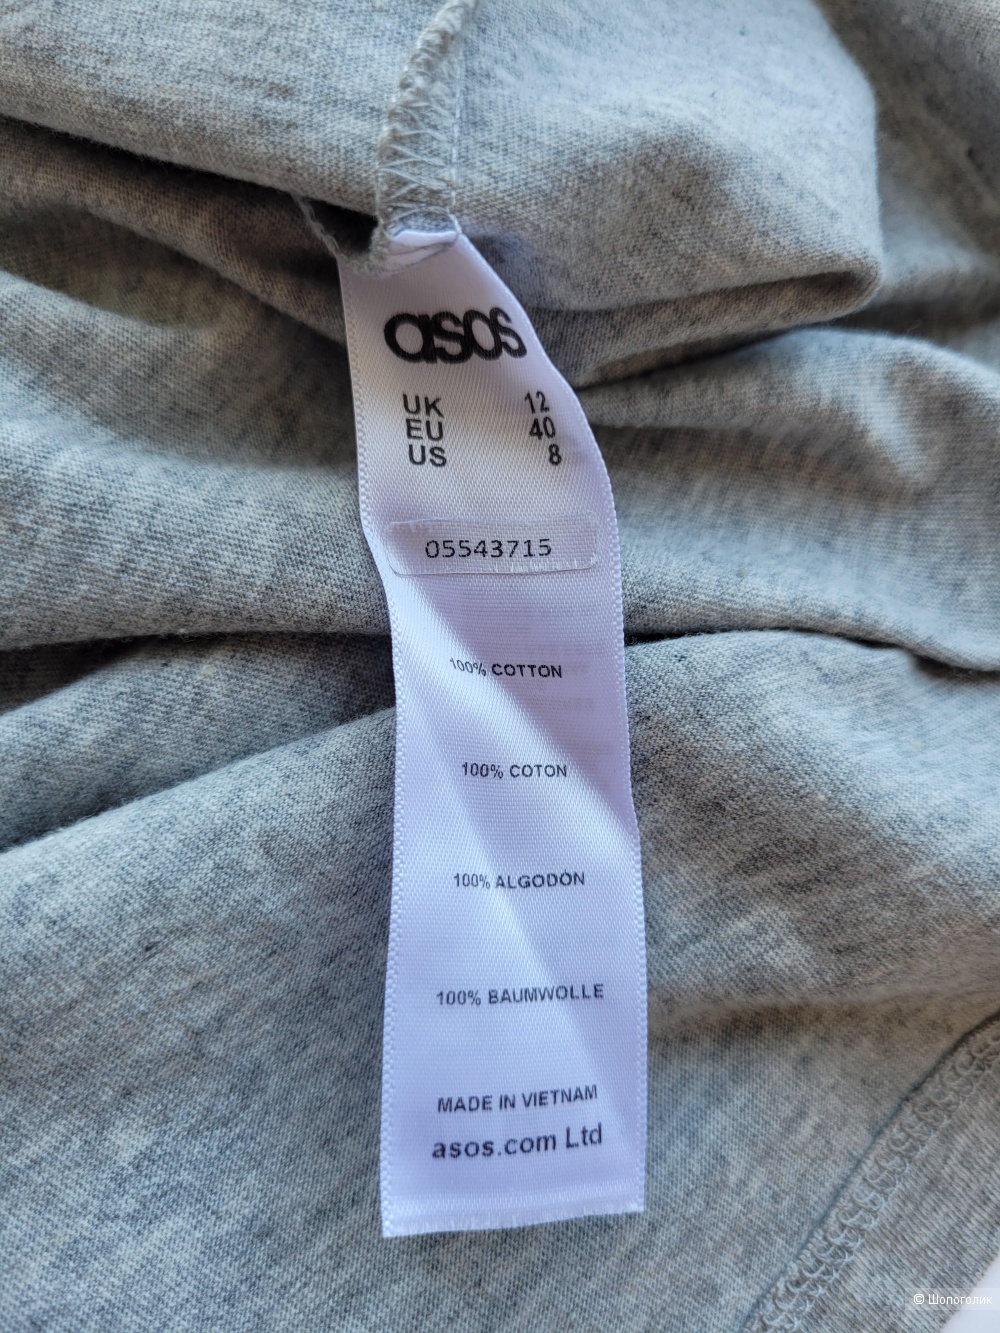 asos
UK 12
EU 40
US 8
05543715
100% COTTON
100% COTON
100% ALGODÓN
100% BAUMWOLLE
MADE IN VIETNAM
asos.com Ltd
© Шопоголик